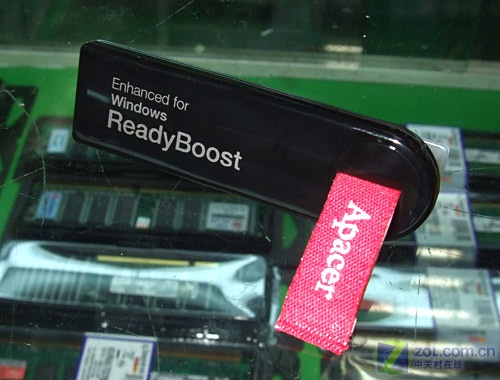 Enhanced for
Windows
ReadyBoost
Apacer
zol.com.cn
中关村在线